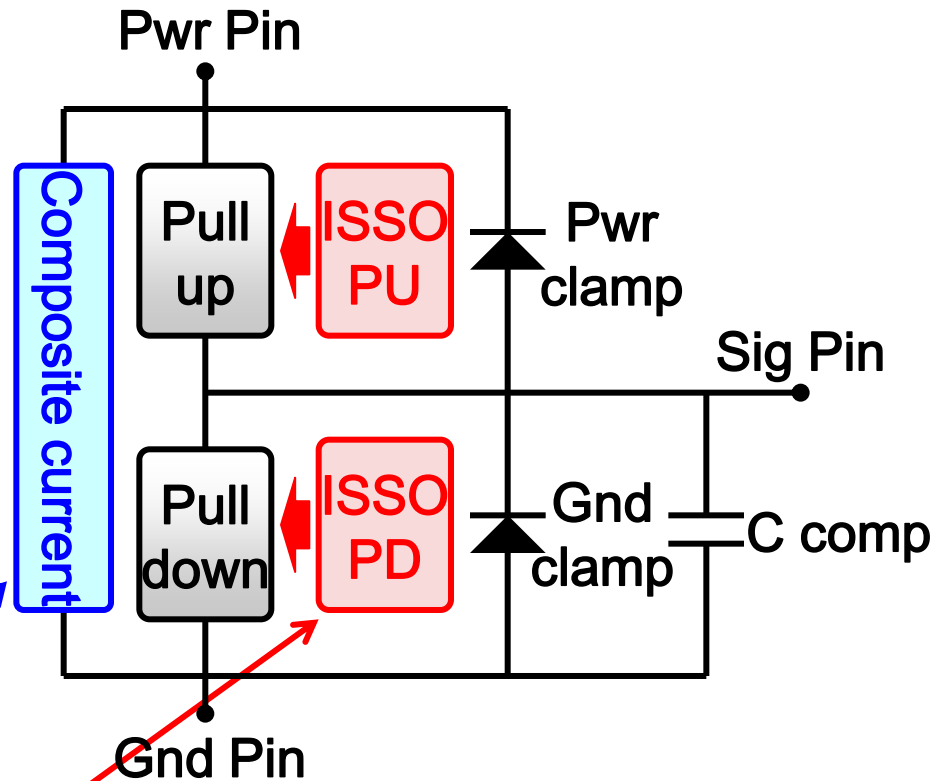 Pwr Pin
Composite current
Pull
up
ISSO
PU
Pwr
clamp
Sig Pin
Pull
down
ISSO
PD
Gnd
clamp
C comp
Gnd Pin